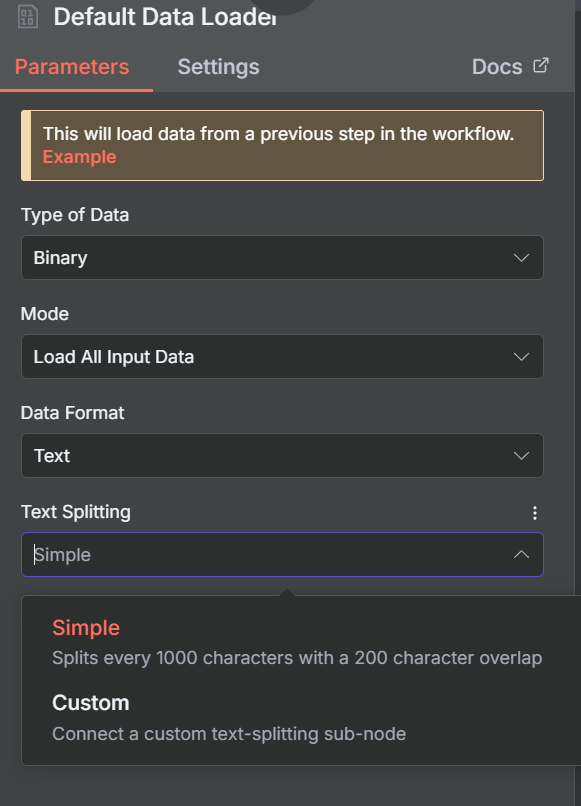 Default Data Loader
Parameters
Settings
Docs
This will load data from a previous step in the workflow.
Example
Type of Data
Binary
Mode
Load All Input Data
Data Format
Text
Text Splitting
Simple
Simple
Splits every 1000 characters with a 200 character overlap
Custom
Connect a custom text-splitting sub-node